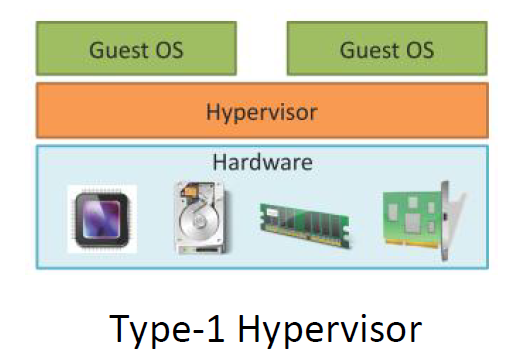 Guest OS Guest OS
Hypervisor
Hardware
Type-1 Hypervisor